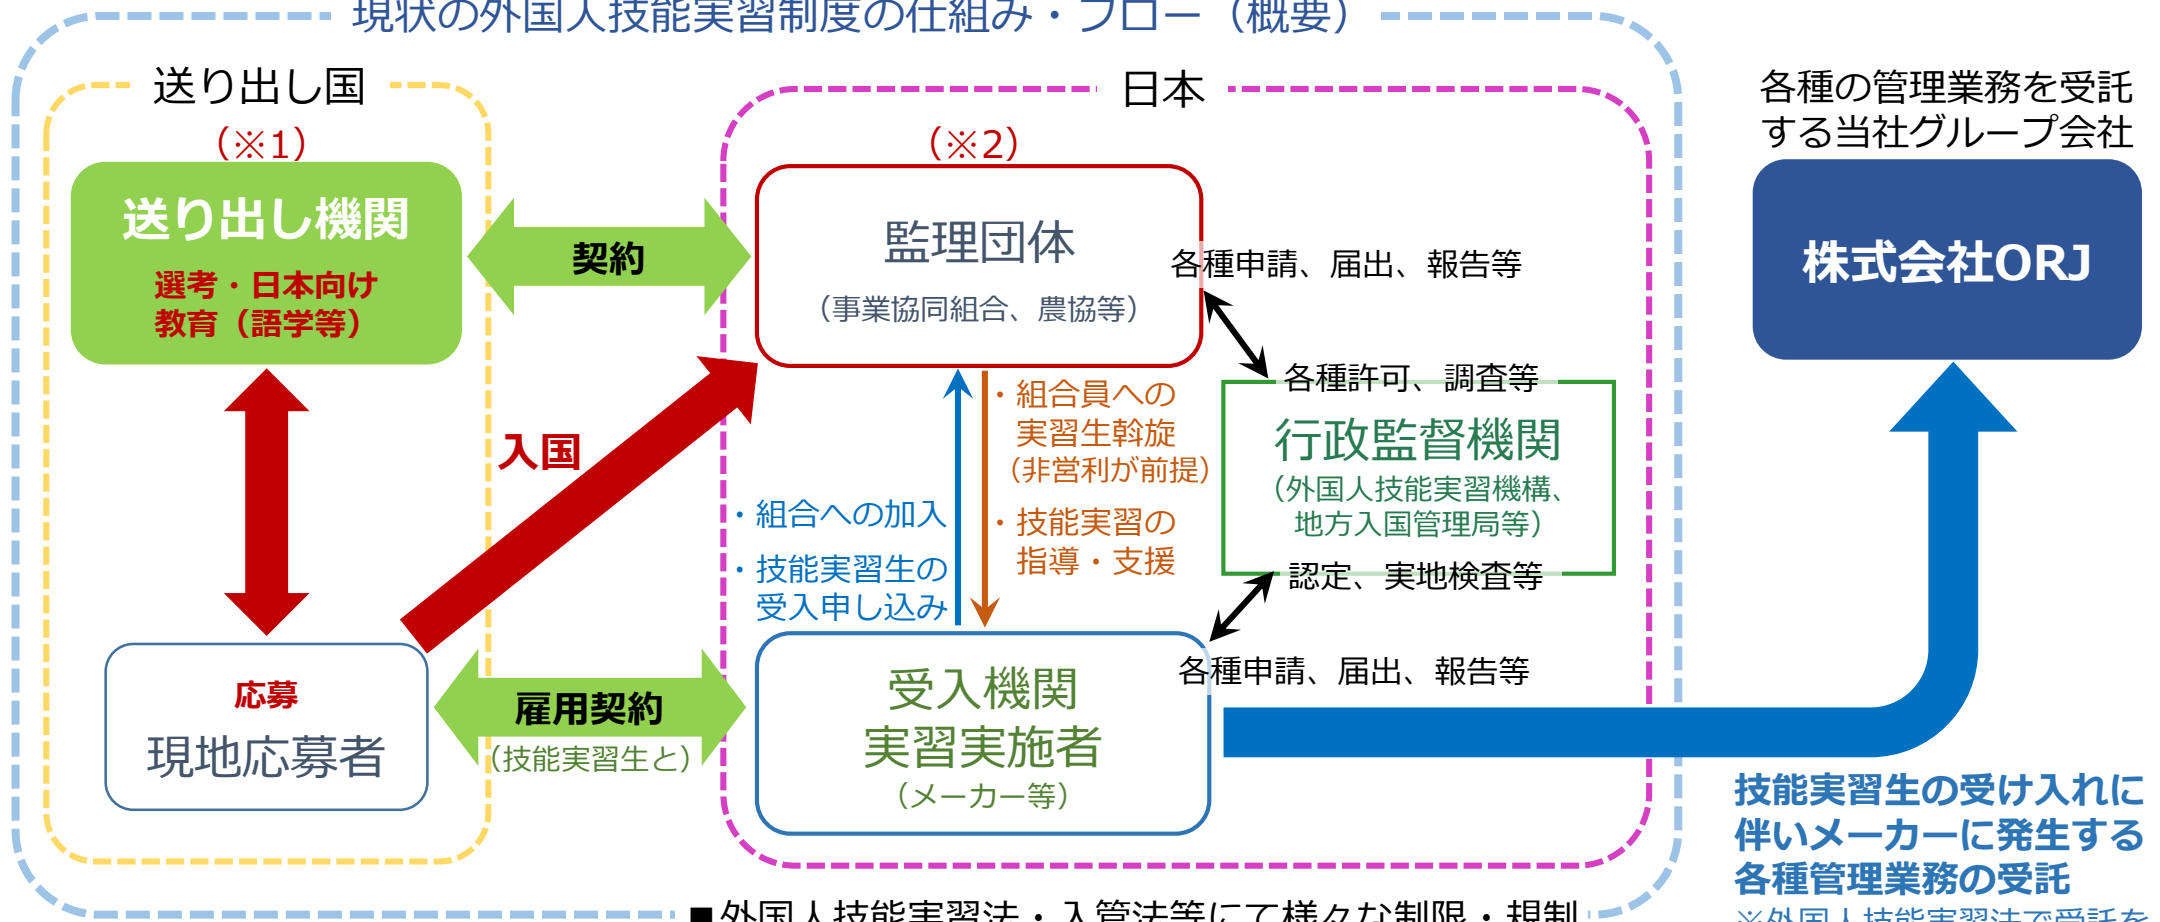 現状の外国人技能実習制度の仕組み・フロー（概要）
送り出し国
（※1）
送り出し機関
選考・日本向け
教育（語学等）
契約
入国
応募
現地応募者
雇用契約
（技能実習生と）
日本
（※2）
監理団体
（事業協同組合、農協等）
各種申請、届出、報告等
各種許可、調査等
行政監督機関
（外国人技能実習機構、
地方入国管理局等）
認定、実地検査等
各種申請、届出、報告等
・組合員への
実習生斡旋
（非営利が前提）
・技能実習の
指導・支援
・組合への加入
・技能実習生の
受入申し込み
受入機関
実習実施者
（メーカー等）
各種の管理業務を受託
する当社グループ会社
株式会社ORJ
技能実習生の受け入れに
伴いメーカーに発生する
各種管理業務の受託
※外国人技能実習法で受託を
■外国人技能実習法・入管法等にて様々な制限・規制